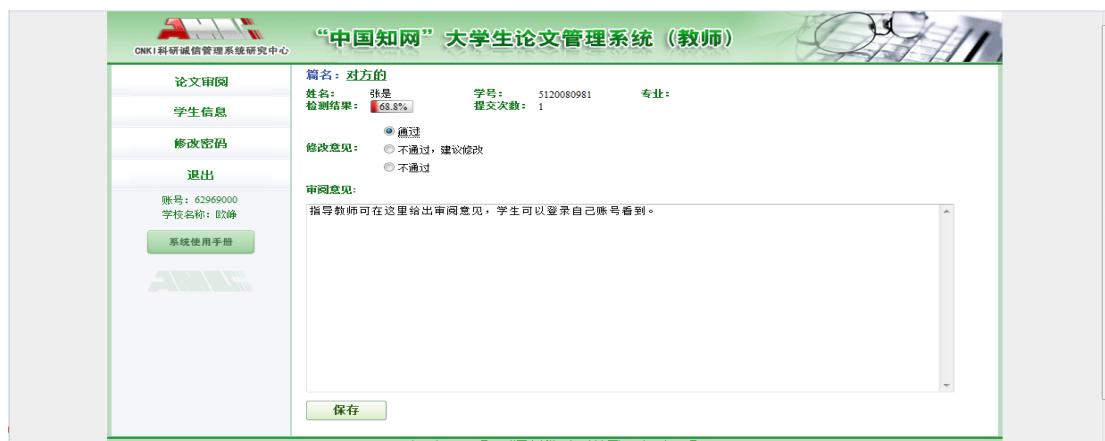 CNKI科研诚信管理系统研究中心
“中国知网”大学生论文管理系统（教师）
论文审阅
学生信息
修改密码
退出
账号：62969000
学校名称：欧峥
系统使用手册
篇名：对方的
姓名： 张是 学号： 5120080981 专业：
检测结果： 68.8% 提交次数： 1
修改意见：
通过
不通过，建议修改
不通过
审阅意见:
指导教师可在这里给出审阅意见，学生可以登录自己账号看到。
保存